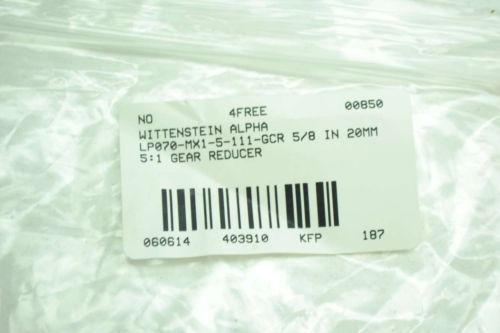 NO 4FREE 00850
WITTENSTEIN ALPHA
LP070-MX1-5-111-GCR 5/8 IN 20MM
5:1 GEAR REDUCER
060614 403910 KFP 187